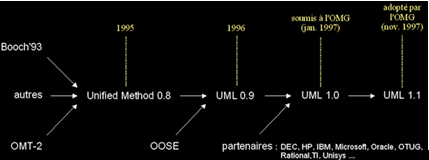 adopté par
soumis à l'OMG l'OMG
1995 1996 (jan. 1997) (nov. 1997)
Booch'93
autres Unified Method 0.8 UML 0.9 UML 1.0 UML 1.1
OMT-2 OOSE partenaires : DEC, HP, IBM, Microsoft, Oracle, OTUG,
Rational,TI, Unisys ...